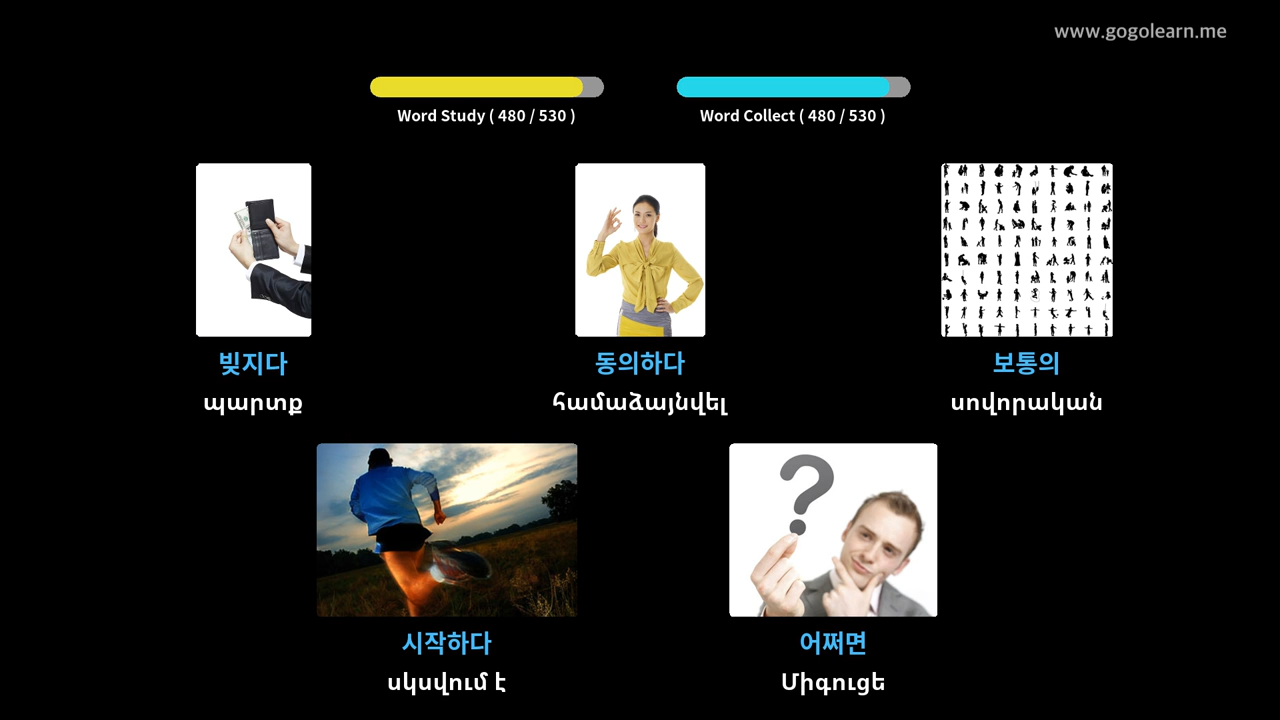 www.gogolearn.me
Word Study ( 480 / 530 )
Word Collect ( 480 / 530 )
빚지다
동의하다
보통의
պարտք
համաձայնվել
սովորական
시작하다
어쩌면
սկսվում է
Միգուցե